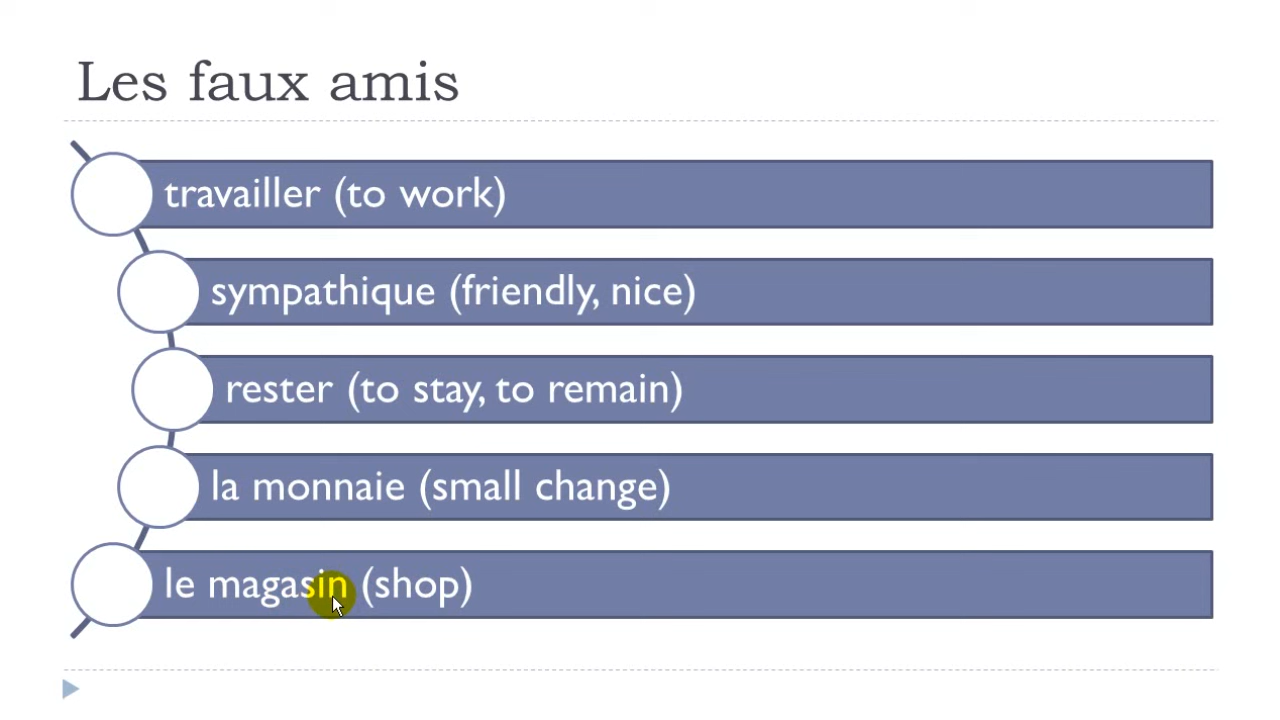 Les faux amis
travailler (to work)
sympathique (friendly, nice)
rester (to stay, to remain)
la monnaie (small change)
le magasin (shop)